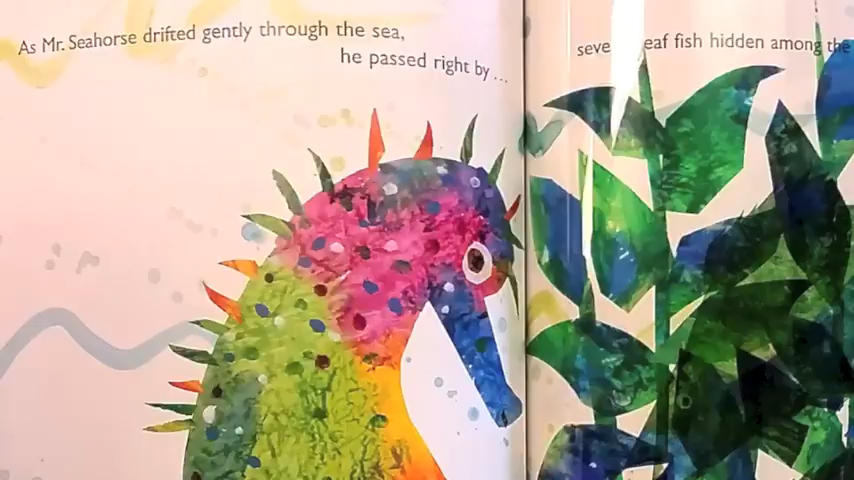 As Mr. Seahorse drifted gently through the sea,
he passed right by ...
fish hidden among the